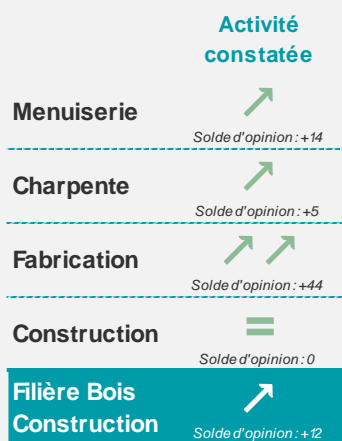 Activité
constatée
Menuiserie
Solde d'opinion : +14
Charpente
Solde d'opinion : +5
Fabrication
Solde d'opinion : +44
Construction
Solde d'opinion : 0
Filière Bois
Construction
Solde d'opinion : +12